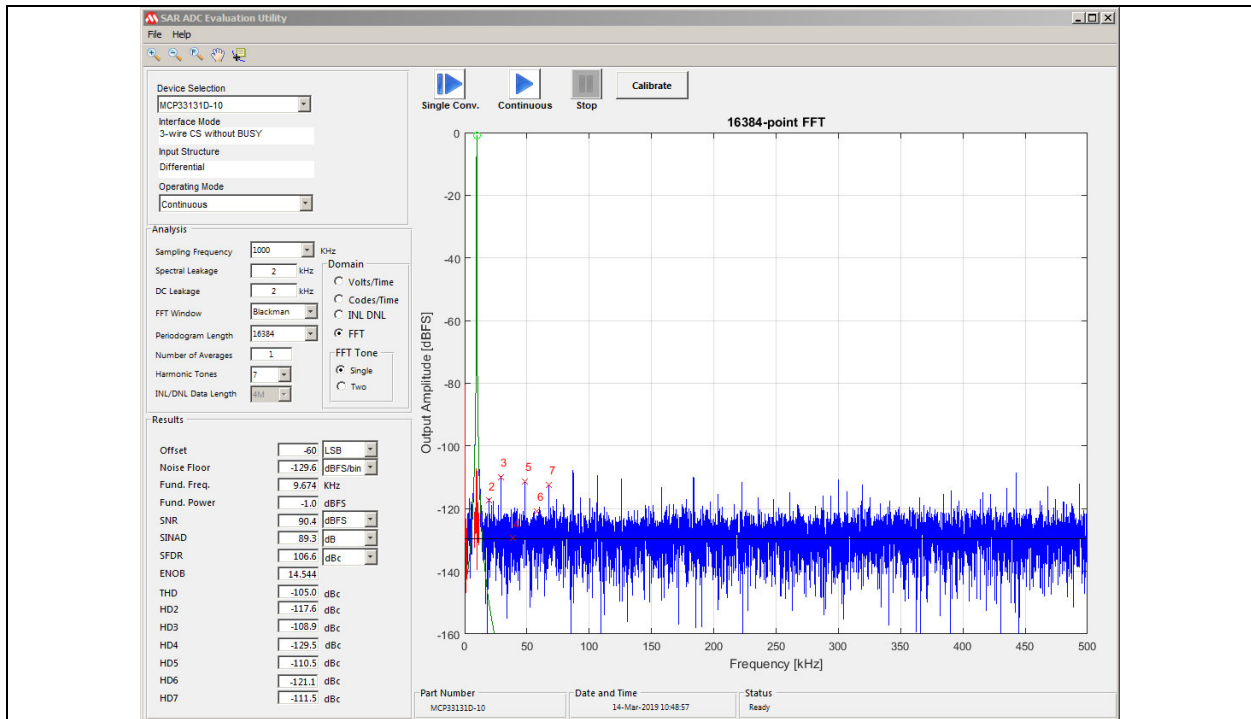 SAR ADC Evaluation Utility
File Help
Device Selection
MCP33131D-10
Interface Mode
3-wire CS without BUSY
Input Structure
Differential
Operating Mode
Continuous
Single Conv.
Continuous
Stop
Calibrate
Analysis
Sampling Frequency 1000 KHz
Spectral Leakage 2 kHz
DC Leakage 2 kHz
FFT Window Blackman
Periodogram Length 16384
Number of Averages 1
Harmonic Tones 7
INL/DNL Data Length 4M
Domain
Volts/Time
Codes/Time
INL DNL
FFT
FFT Tone
Single
Two
Results
Offset -60 LSB
Noise Floor -129.6 dBFS/bin
Fund. Freq. 9.674 KHz
Fund. Power -1.0 dBFS
SNR 90.4 dBFS
SINAD 89.3 dB
SFDR 106.6 dBc
ENOB 14.544
THD -105.0 dBc
HD2 -117.6 dBc
HD3 -108.9 dBc
HD4 -129.5 dBc
HD5 -110.5 dBc
HD6 -121.1 dBc
HD7 -111.5 dBc
16384-point FFT
Output Amplitude [dBFS]
0
-20
-40
-60
-80
-100
-120
-140
-160
2
3
5
6
7
0 50 100 150 200 250 300 350 400 450 500
Frequency [kHz]
Part Number
MCP33131D-10
Date and Time
14-Mar-2019 10:48:57
Status
Ready